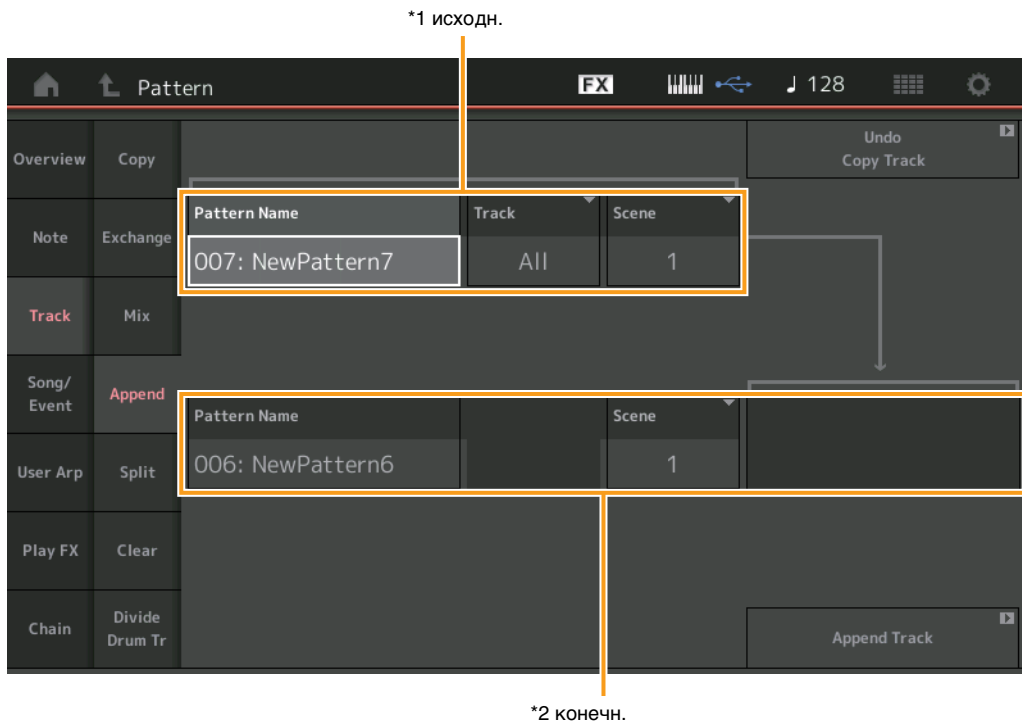 *1 исходн.
Pattern
FX
128
Overview
Copy
Undo
Copy Track
Note
Exchange
Pattern Name
Track
Scene
007: NewPattern7
All
1
Track
Mix
Song/
Event
Append
Pattern Name
Scene
006: NewPattern6
1
User Arp
Split
Play FX
Clear
Chain
Divide
Drum Tr
Append Track
*2 конечн.